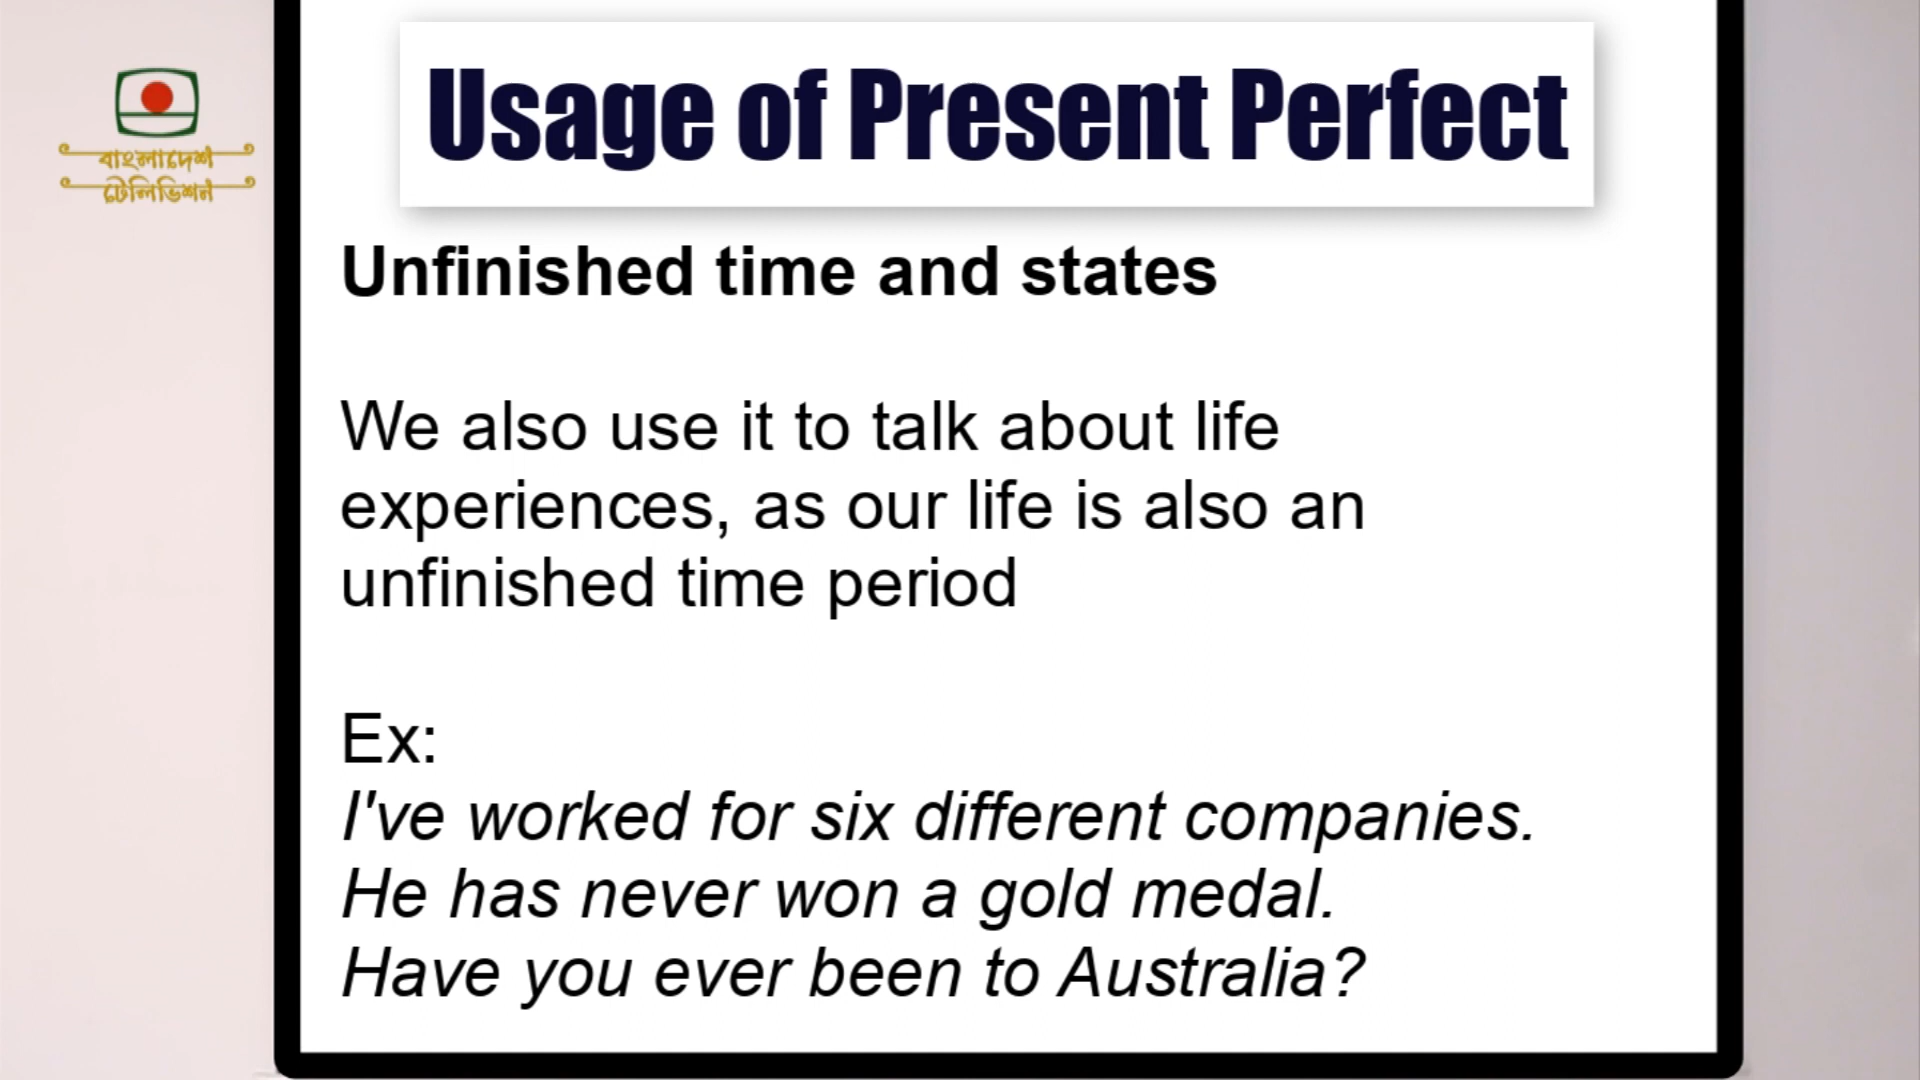 বাংলাদেশ
টেলিভিশন
Usage of Present Perfect
Unfinished time and states
We also use it to talk about life
experiences, as our life is also an
unfinished time period
Ex:
I've worked for six different companies.
He has never won a gold medal.
Have you ever been to Australia?